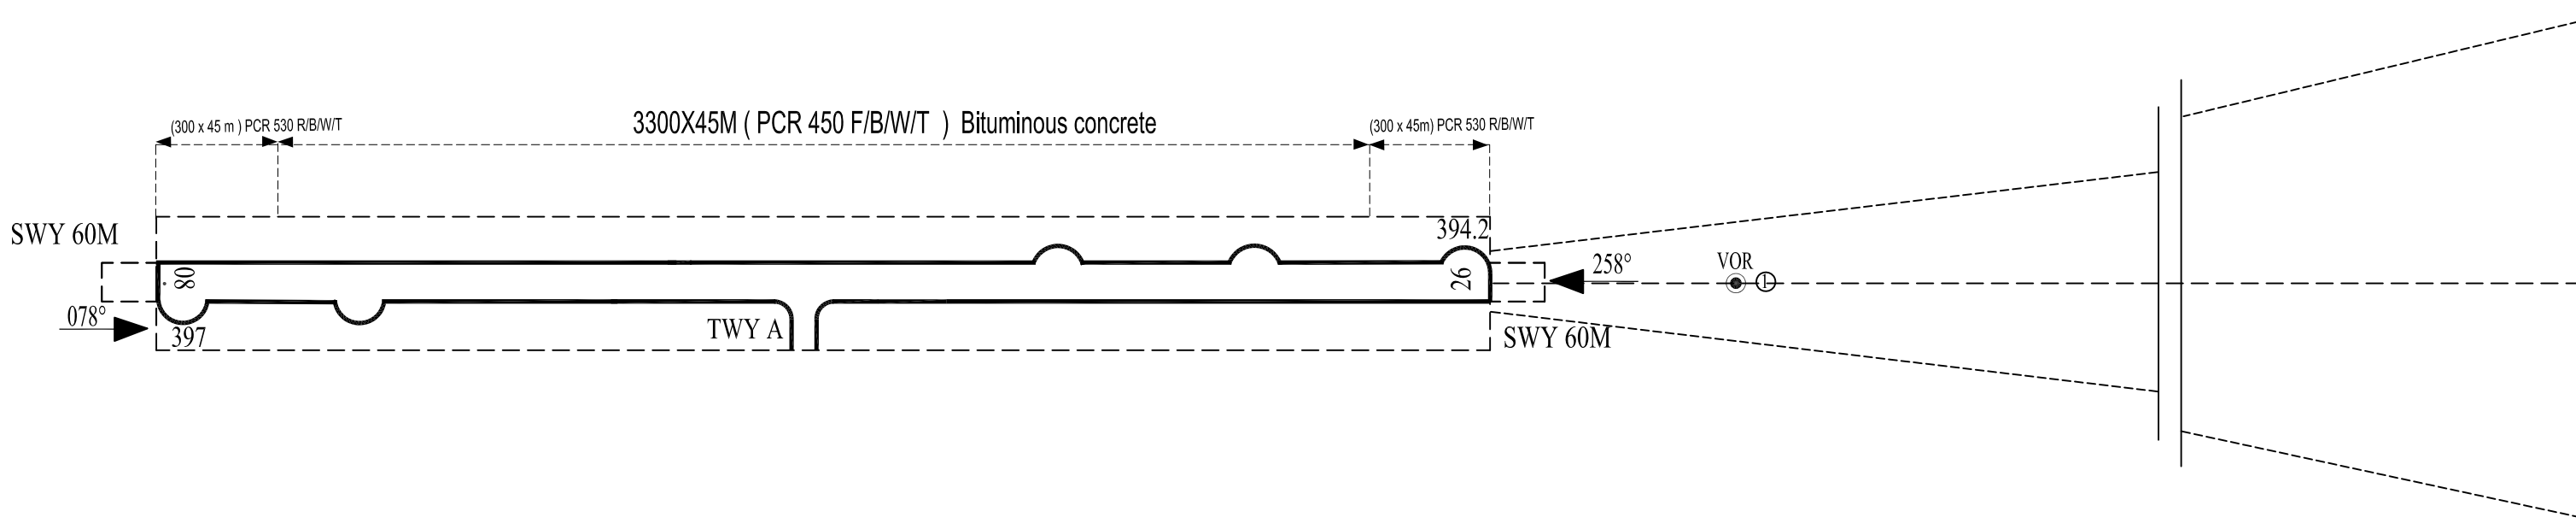 (300 x 45 m ) PCR 530 R/B/W/T
3300X45M ( PCR 450 F/B/W/T ) Bituminous concrete
(300 x 45m) PCR 530 R/B/W/T
SWY 60M
394.2
08
26
258°
VOR
1
078°
397
TWY A
SWY 60M